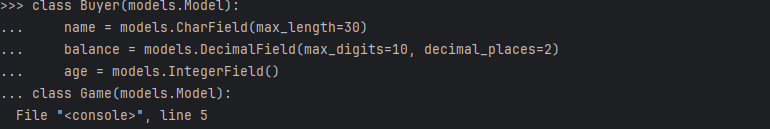 >>> class Buyer(models.Model):
...     name = models.CharField(max_length=30)
...     balance = models.DecimalField(max_digits=10, decimal_places=2)
...     age = models.IntegerField()
... class Game(models.Model):
  File "<console>", line 5